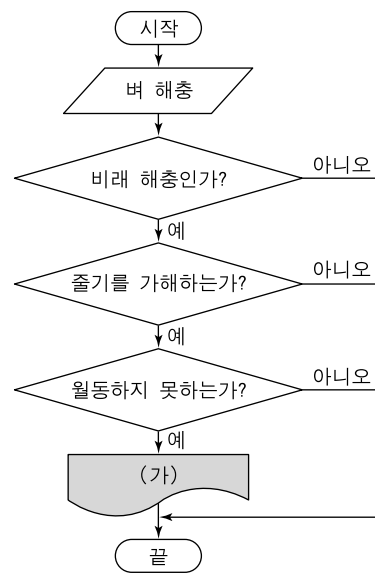 시작
벼 해충
비래 해충인가?
아니오
예
줄기를 가해하는가?
아니오
예
월동하지 못하는가?
아니오
예
(가)
끝